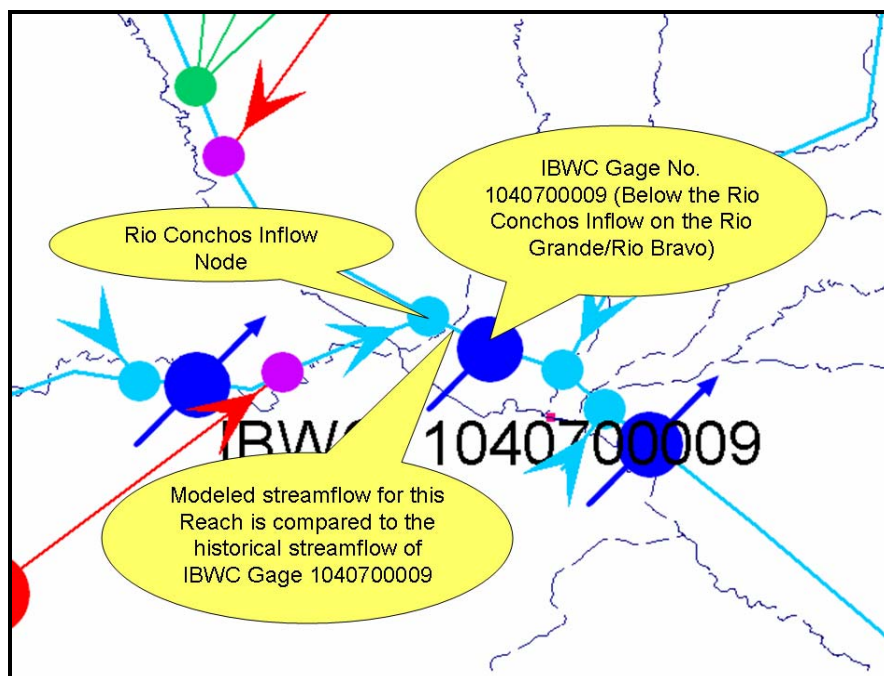 IBWC Gage No.
1040700009 (Below the Rio
Conchos Inflow on the Rio
Grande/Rio Bravo)
Rio Conchos Inflow
Node
1040700009
Modeled streamflow for this
Reach is compared to the
historical streamflow of
IBWC Gage 1040700009